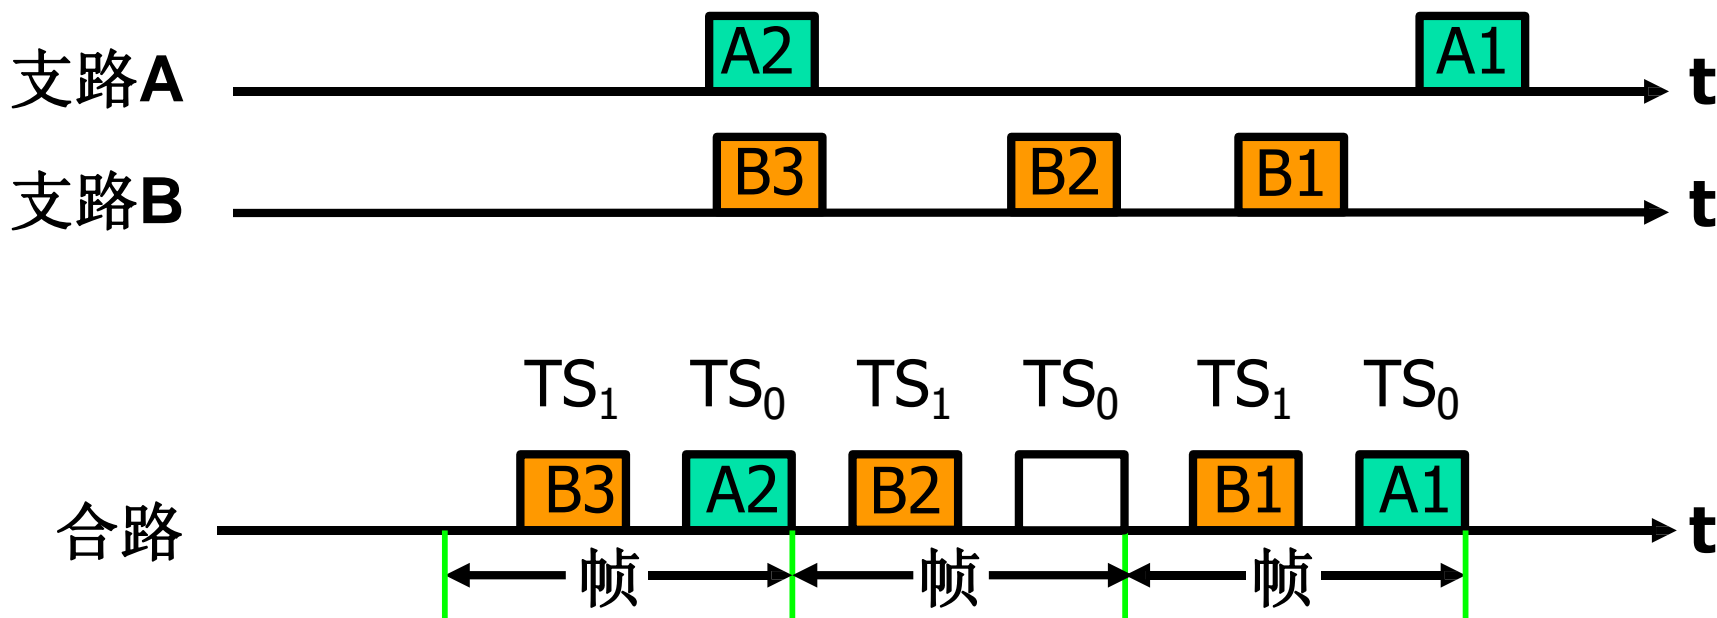 支路A A2 A1 t
支路B B3 B2 B1 t
TS1 TS0 TS1 TS0 TS1 TS0
合路 B3 A2 B2 B1 A1 t
帧 帧 帧